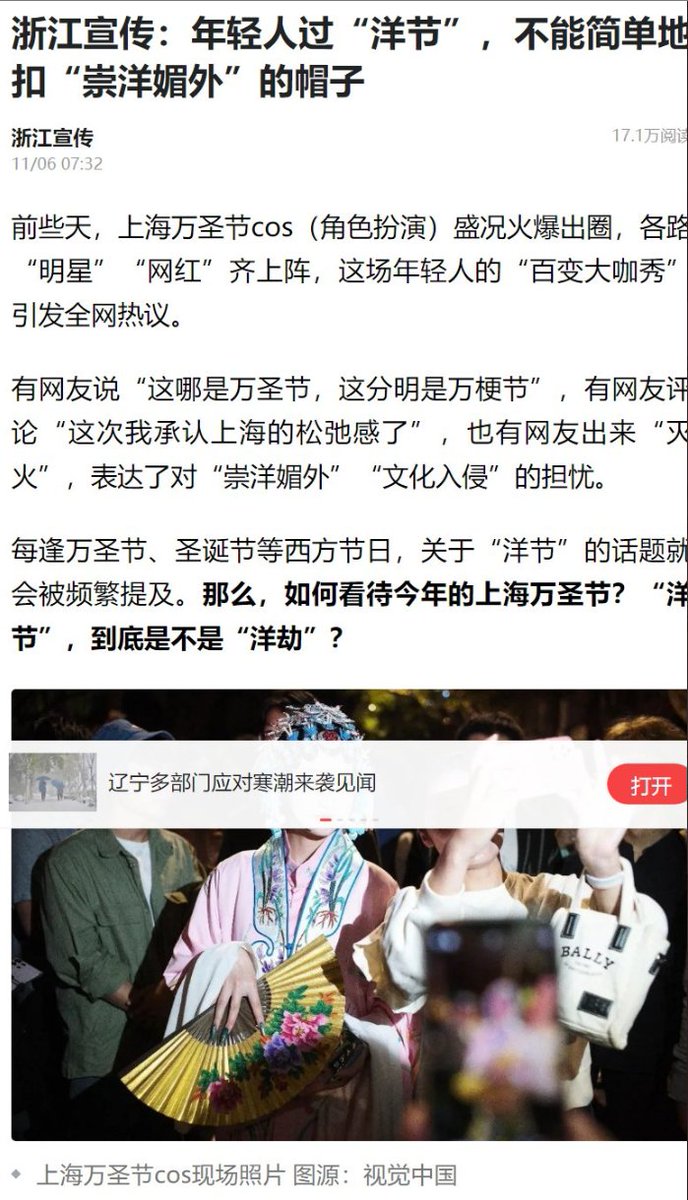 浙江宣传：年轻人过“洋节”，不能简单地
扣“崇洋媚外”的帽子
浙江宣传
17.1万阅读
11/06 07:32
前些天，上海万圣节cos（角色扮演）盛况火爆出圈，各路
“明星”“网红”齐上阵，这场年轻人的“百变大咖秀”
引发全网热议。
有网友说“这哪是万圣节，这分明是万梗节”，有网友评
论“这次我承认上海的松弛感了”，也有网友出来“灭
火”，表达了对“崇洋媚外”“文化入侵”的担忧。
每逢万圣节、圣诞节等西方节日，关于“洋节”的话题就
会被频繁提及。那么，如何看待今年的上海万圣节？“洋
节”，到底是不是“洋劫”？
辽宁多部门应对寒潮来袭见闻
打开
BALLY
上海万圣节cos现场照片 图源：视觉中国